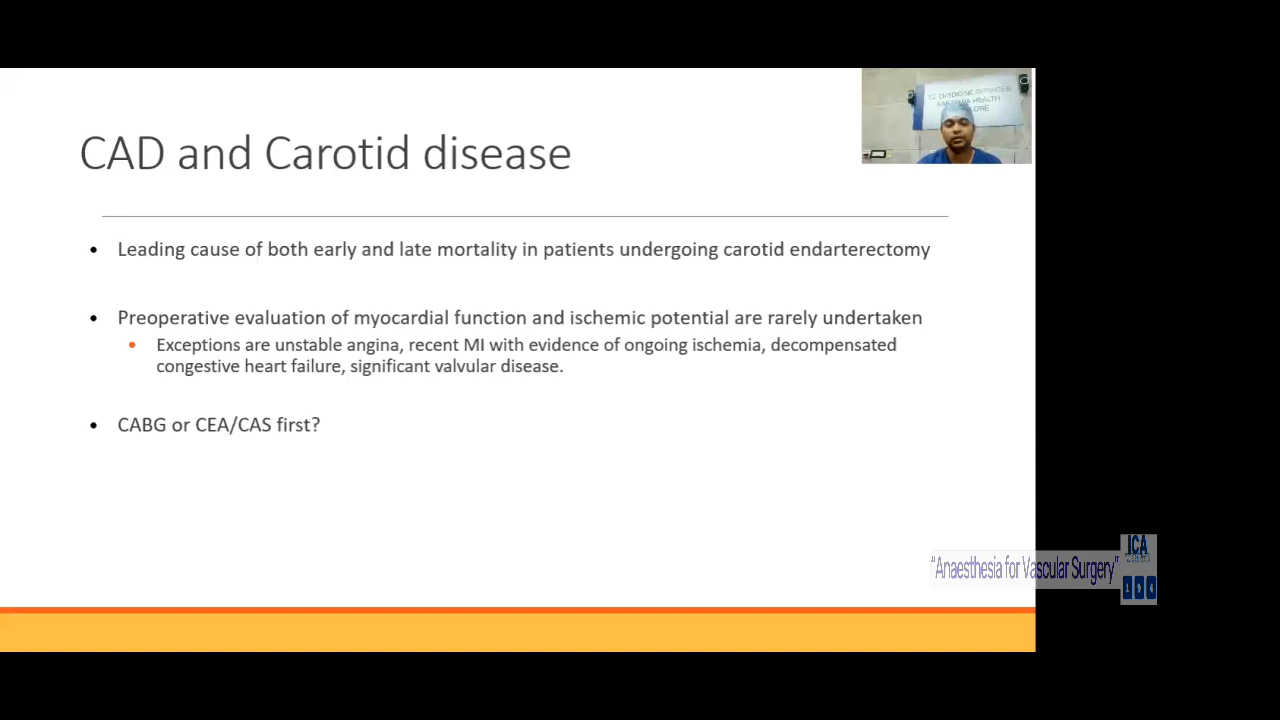 CAD and Carotid disease
• Leading cause of both early and late mortality in patients undergoing carotid endarterectomy
• Preoperative evaluation of myocardial function and ischemic potential are rarely undertaken
• Exceptions are unstable angina, recent MI with evidence of ongoing ischemia, decompensated
congestive heart failure, significant valvular disease.
• CABG or CEA/CAS first?
HEALTH
"Anaesthesia for Vascular Surgery"
ICA